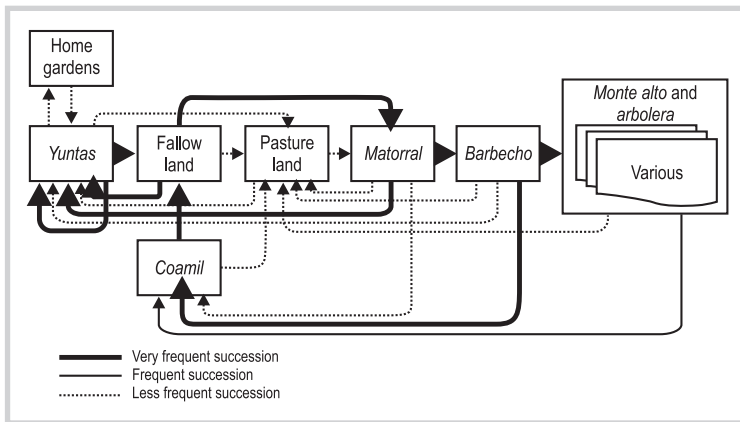 Home
gardens
Monte alto and
arbolera
Various
Yuntas
Fallow
land
Pasture
land
Matorral
Barbecho
Coamil
Very frequent succession
Frequent succession
Less frequent succession